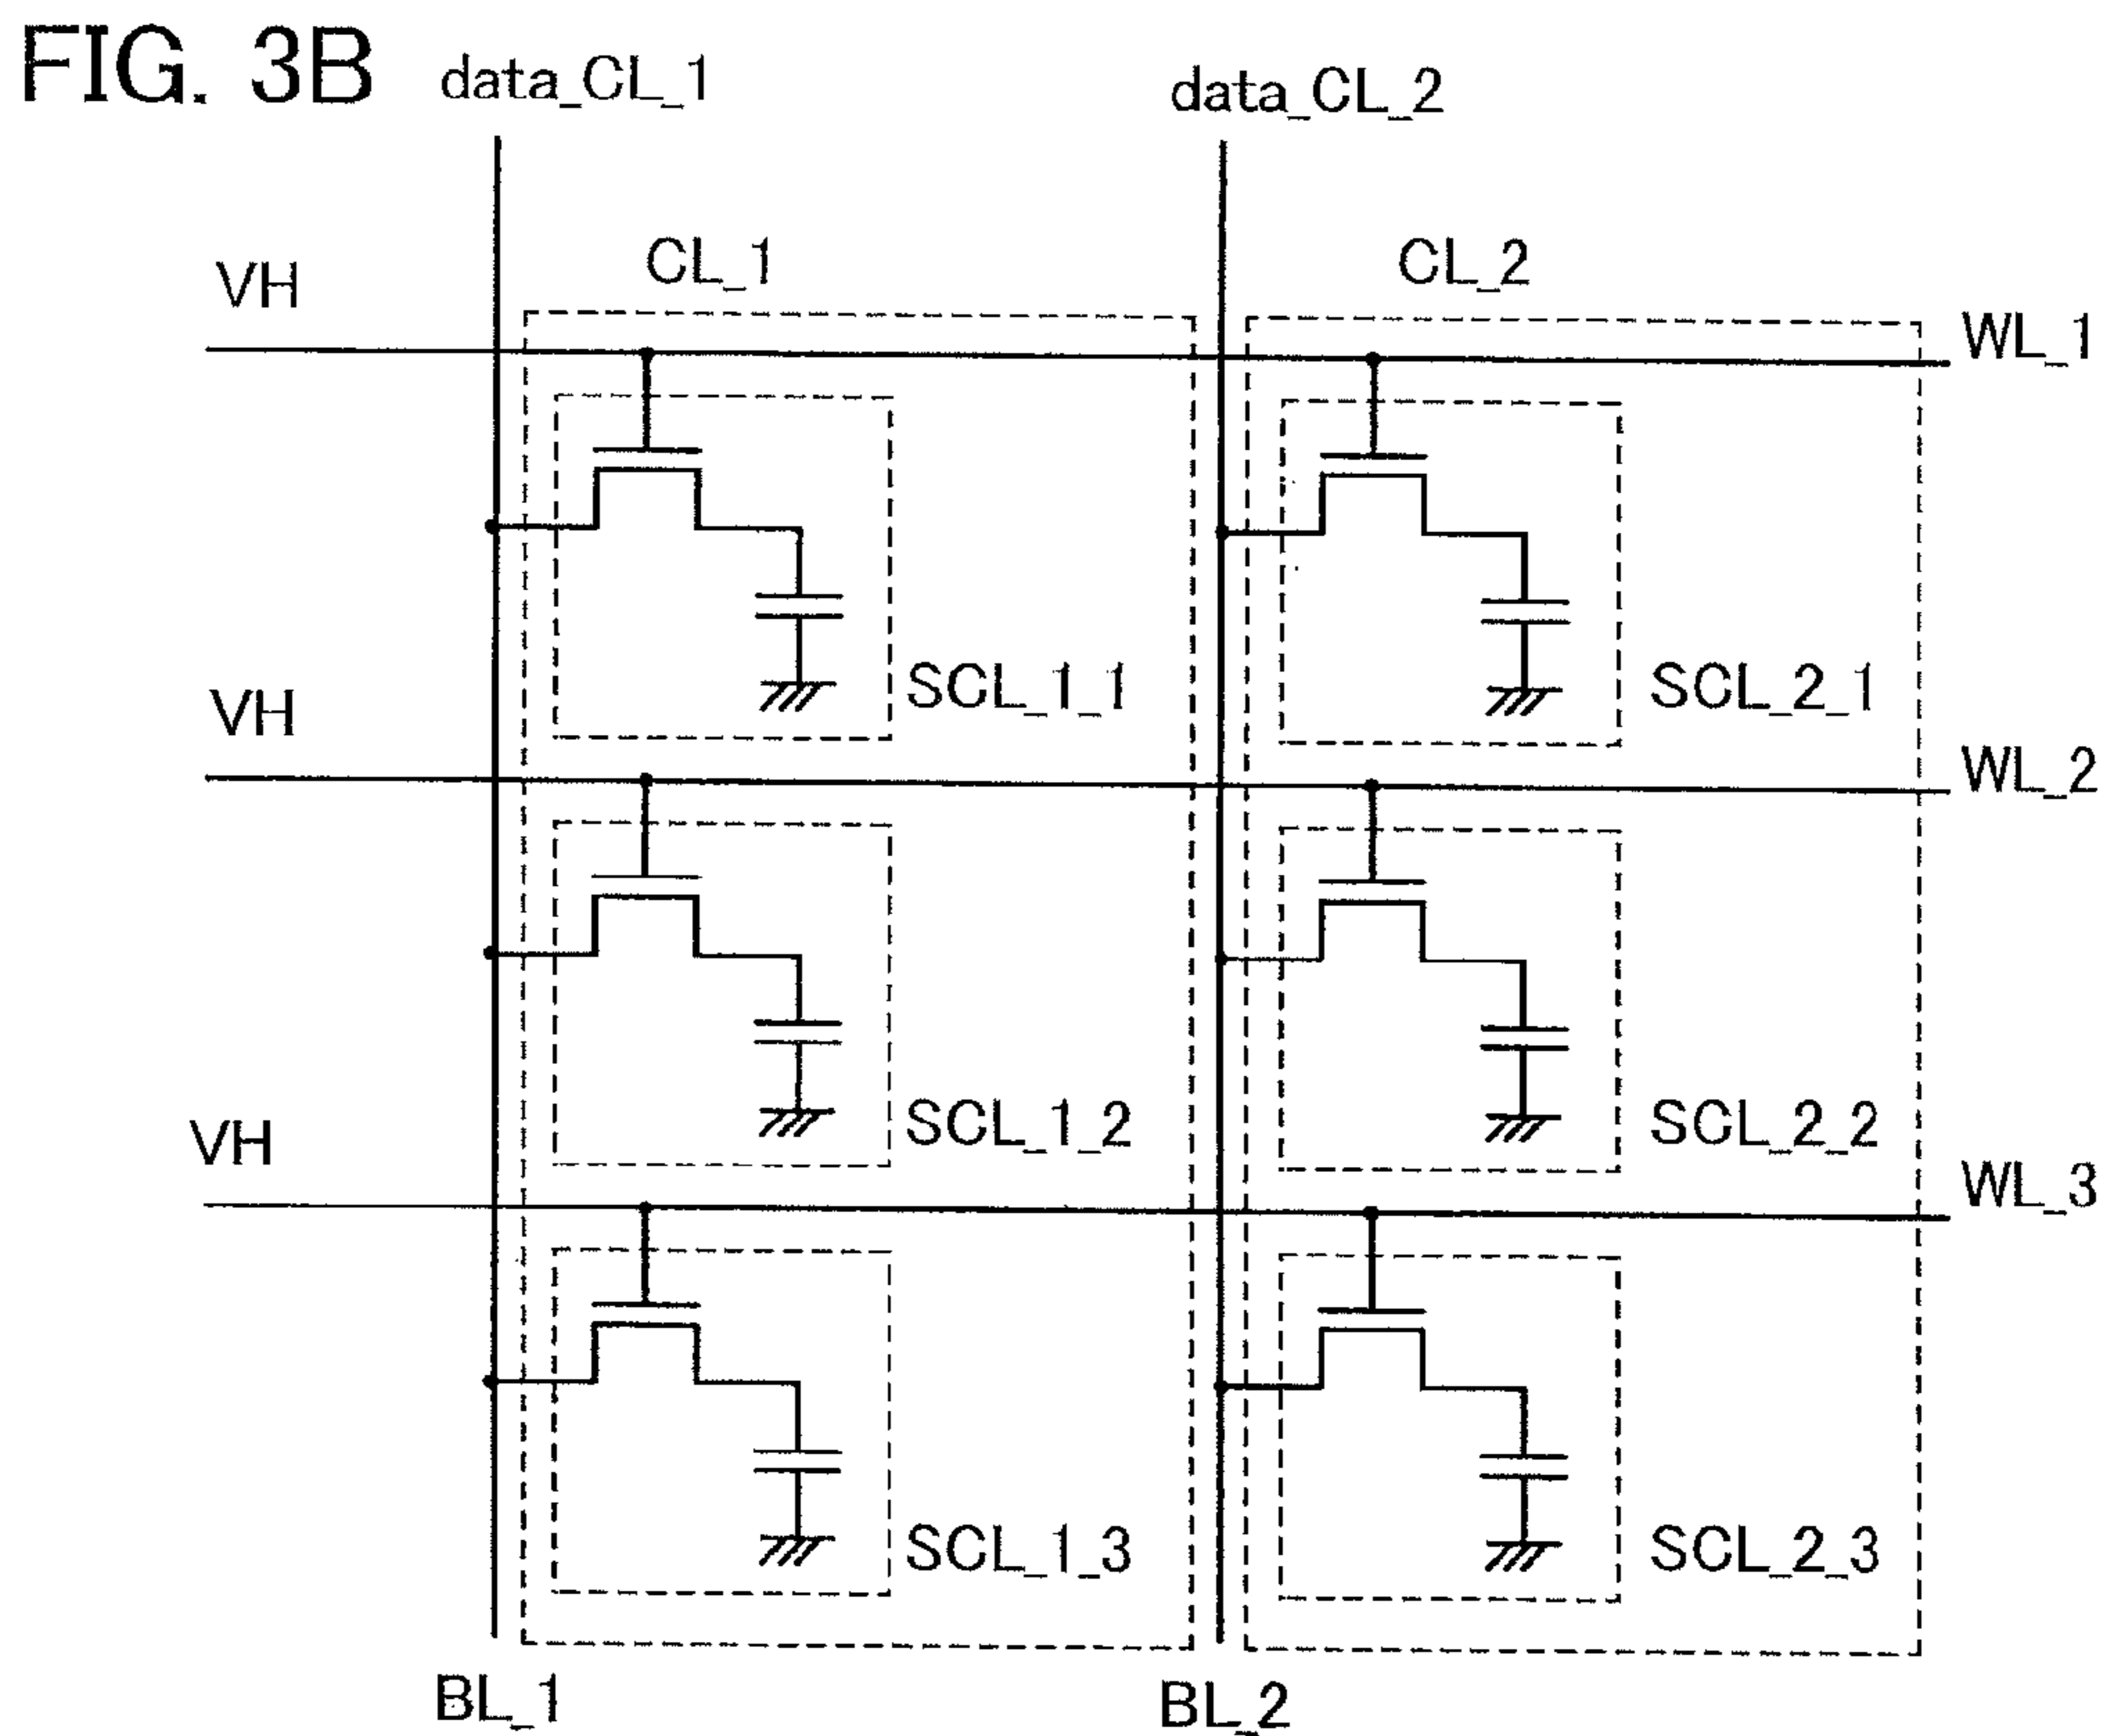 FIG. 3B
data_CL_1
data_CL_2
CL_1
CL_2
VH
WL_1
SCL_1_1
SCL_2_1
VH
WL_2
SCL_1_2
SCL_2_2
VH
WL_3
SCL_1_3
SCL_2_3
BL_1
BL_2